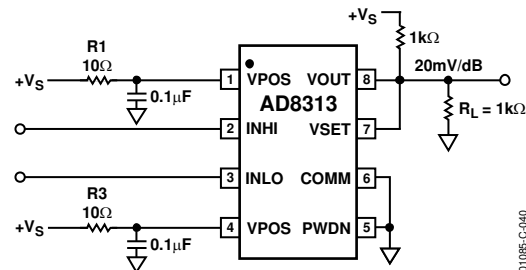 +VS
1kΩ
R1
10Ω
+VS
0.1µF
1 VPOS VOUT 8
20mV/dB
AD8313
RL = 1kΩ
2 INHI VSET 7
3 INLO COMM 6
R3
10Ω
+VS
4 VPOS PWDN 5
0.1µF
01085-C-040